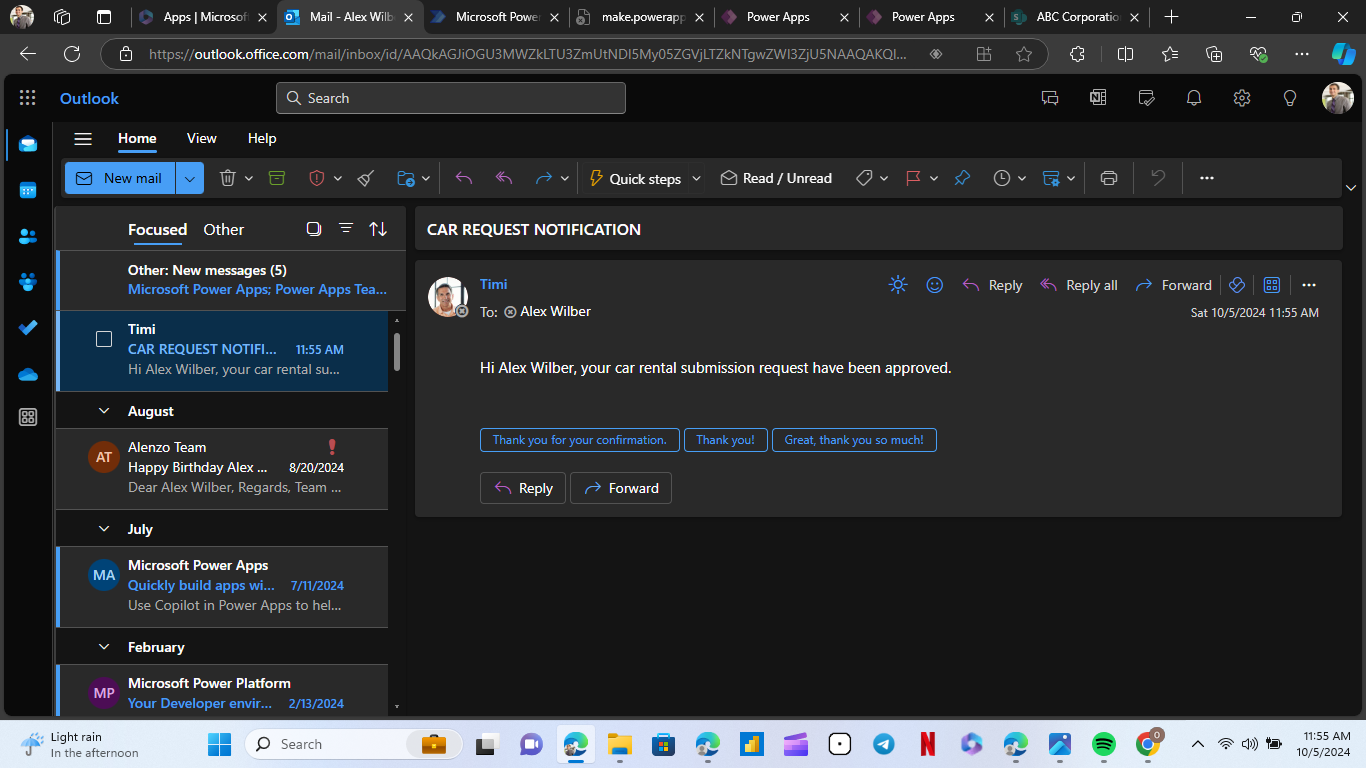 Apps | Microsof
Mail - Alex Wilb
Microsoft Power
make.powerapp
Power Apps
Power Apps
ABC Corporatio
https://outlook.office.com/mail/inbox/id/
Outlook
Search
Home
View
Help
New mail
Quick steps
Read / Unread
Focused
Other
CAR REQUEST NOTIFICATION
Other: New messages (5)
Microsoft Power Apps; Power Apps Tea...
Timi
CAR REQUEST NOTIFI... 11:55 AM
Hi Alex Wilber, your car rental su...
August
AT
Alenzo Team
Happy Birthday Alex ... 8/20/2024
Dear Alex Wilber, Regards, Team ...
July
MA
Microsoft Power Apps
Quickly build apps wi... 7/11/2024
Use Copilot in Power Apps to hel...
February
MP
Microsoft Power Platform
Your Developer envir... 2/13/2024
Timi
To: Alex Wilber
Reply
Reply all
Forward
Sat 10/5/2024 11:55 AM
Hi Alex Wilber, your car rental submission request have been approved.
Thank you for your confirmation.
Thank you!
Great, thank you so much!
Reply
Forward
Light rain
In the afternoon
Search
0
11:55 AM
10/5/2024